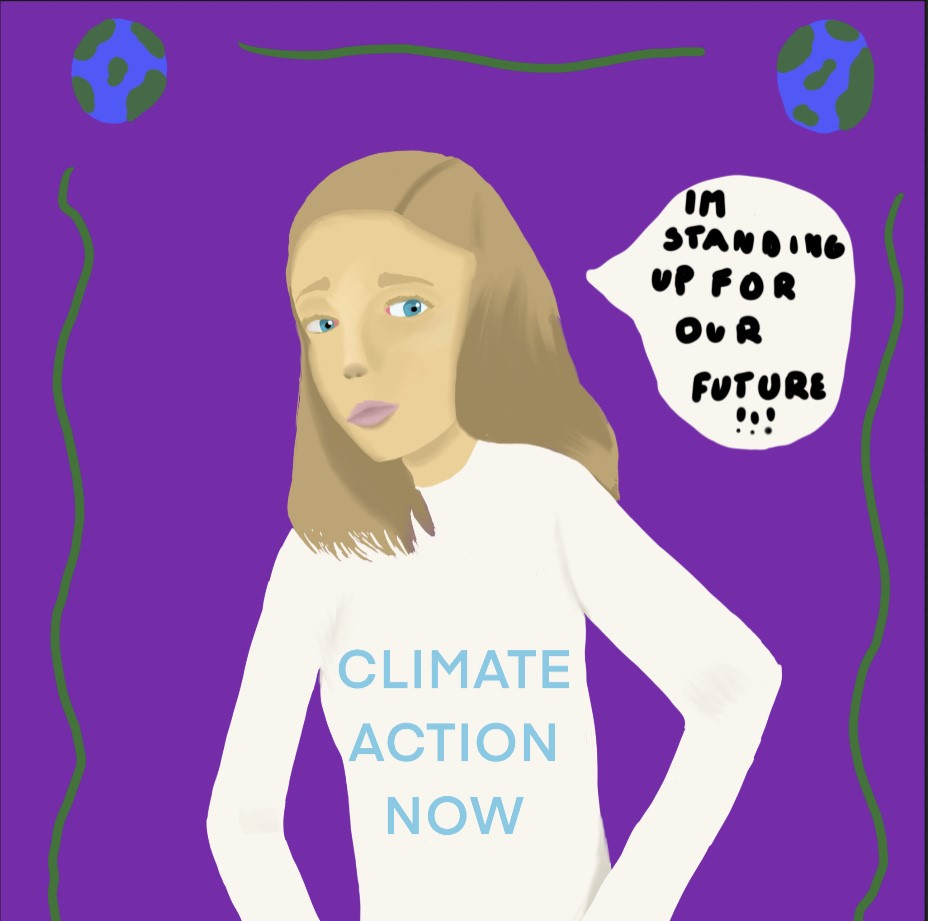 IM
STANDING
UP FOR
OUR
FUTURE
!!!
CLIMATE
ACTION
NOW